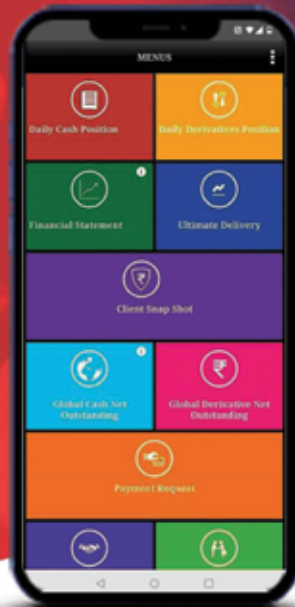 MENUS
Daily Cash Position
Daily Derivatives Position
Financial Statement
Ultimate Delivery
Client Snap Shot
Global Cash Net
Outstanding
Global Derivative Net
Outstanding
Payment Request